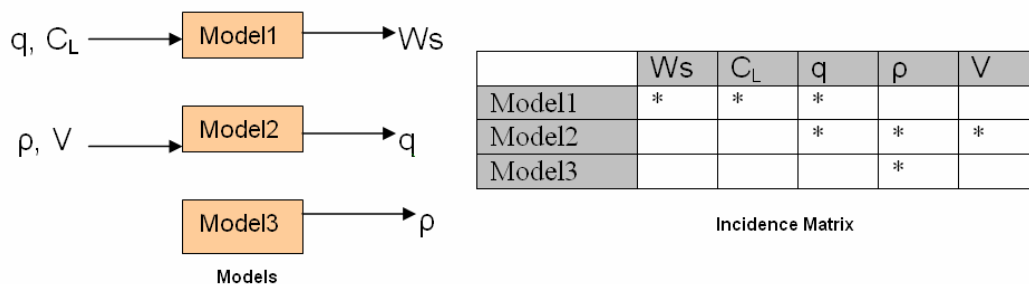 q, CL Model1 Ws
ρ, V Model2 q
Model3 ρ
Models
Ws CL q ρ V
Model1 * * *
Model2 * * *
Model3 *
Incidence Matrix